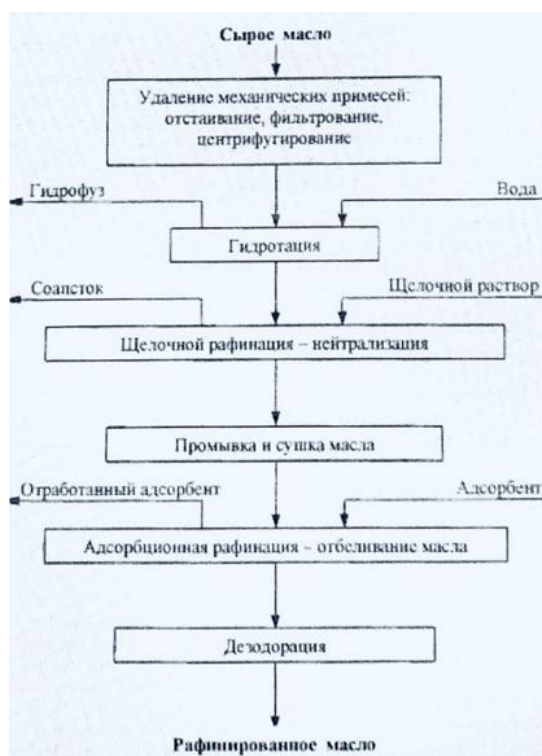 Сырое масло
Удаление механических примесей:
отстаивание, фильтрование,
центрифугирование
Гидрофуз
Вода
Гидротация
Соапсток
Щелочной раствор
Щелочной рафинация – нейтрализация
Промывка и сушка масла
Отработанный адсорбент
Адсорбент
Адсорбционная рафинация – отбеливание масла
Дезодорация
Рафинированное масло